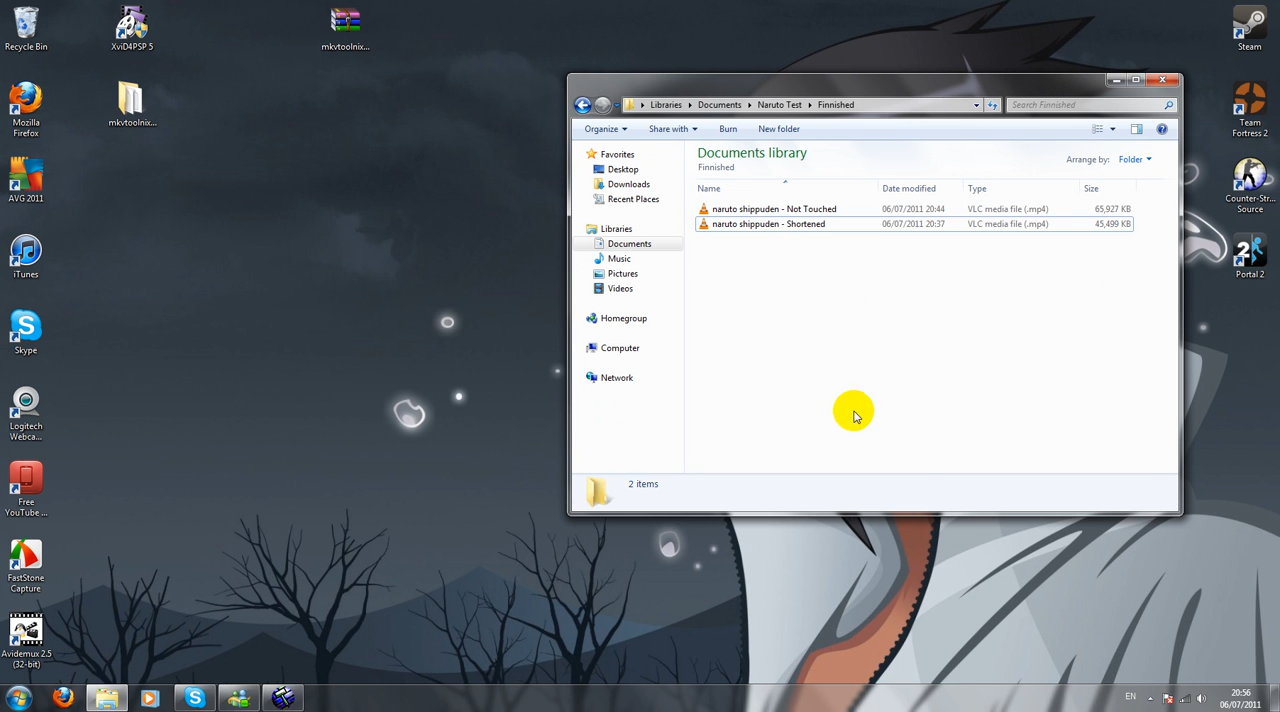 Recycle Bin
XviD4PSP 5
mkvtoolnix...
Mozilla
Firefox
mkvtoolnix...
AVG 2011
iTunes
Skype
Logitech
Webca...
Free
YouTube ...
FastStone
Capture
Avidemux 2.5
(32-bit)
Steam
Team
Fortress 2
Counter-Str...
Source
Portal 2
Libraries Documents Naruto Test Finnished
Search Finnished
Organize Share with Burn New folder
Favorites
Desktop
Downloads
Recent Places
Libraries
Documents
Music
Pictures
Videos
Homegroup
Computer
Network
Documents library
Finnished
Arrange by: Folder
Name Date modified Type Size
naruto shippuden - Not Touched 06/07/2011 20:44 VLC media file (.mp4) 65,927 KB
naruto shippuden - Shortened 06/07/2011 20:37 VLC media file (.mp4) 45,499 KB
2 items
EN
20:56
06/07/2011